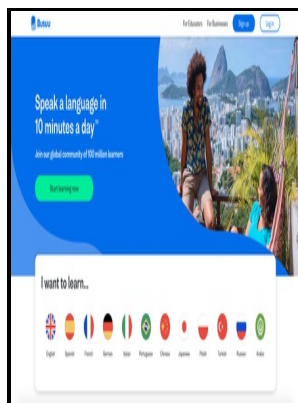 Busuu
For Educators For Businesses Sign up Log in
Speak a language in
10 minutes a day
Join our global community of 100 million learners
Start learning now
I want to learn...
English Spanish French German Italian Portuguese Chinese Japanese Polish Turkish Russian Arabic